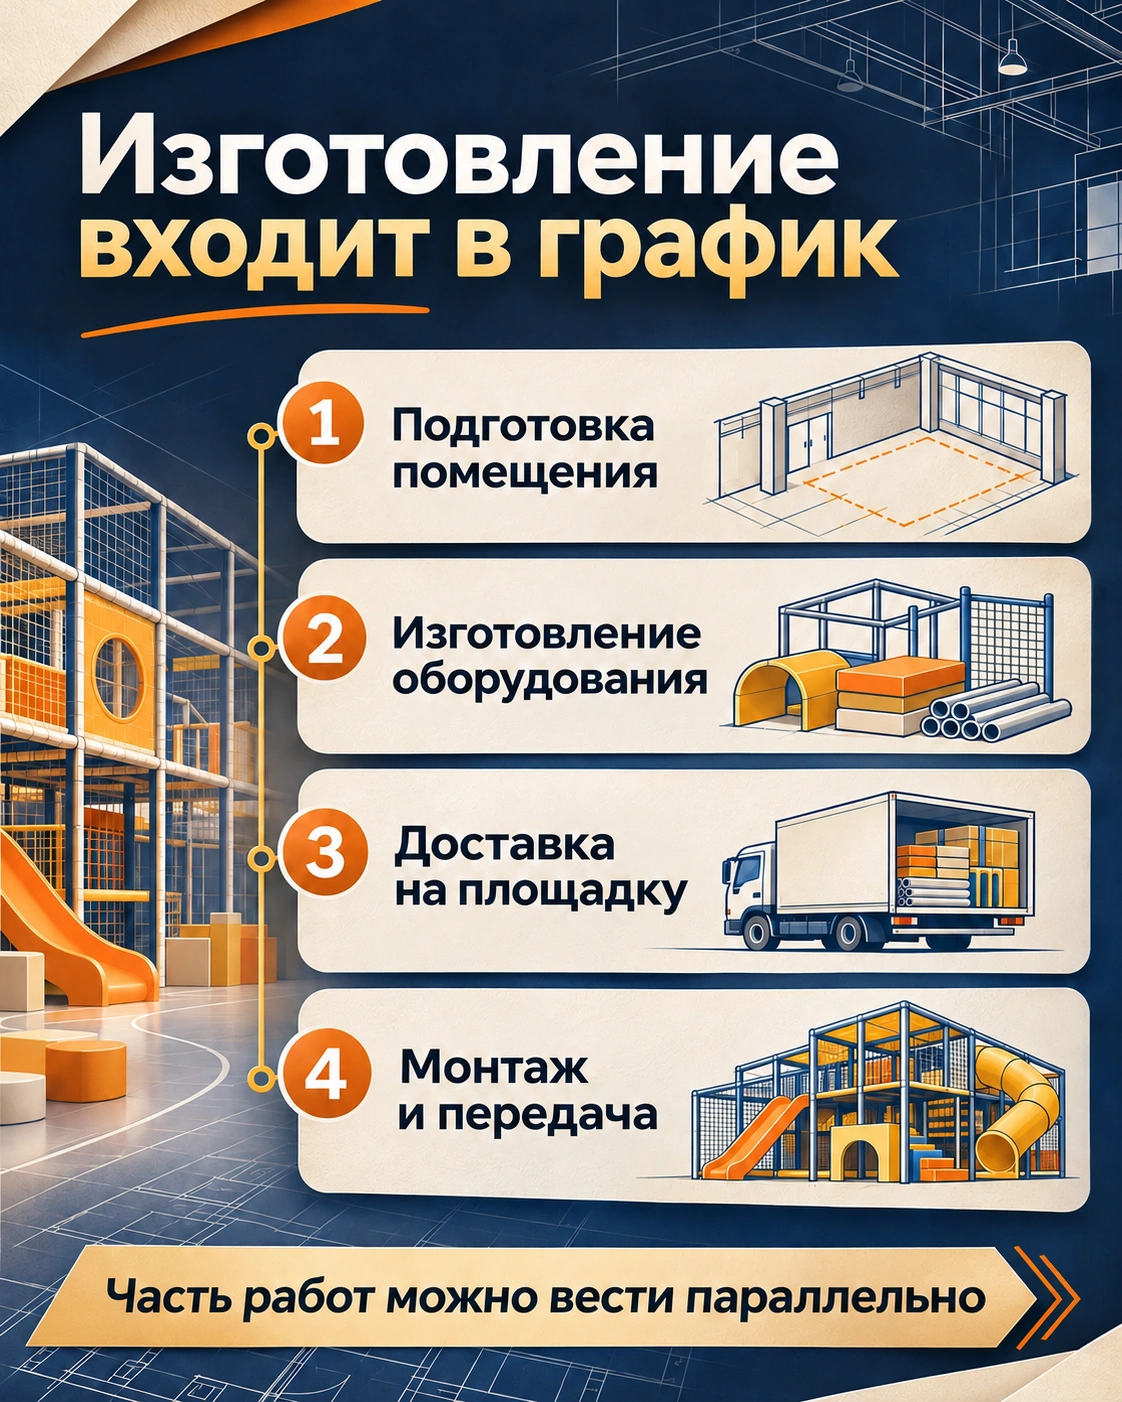 Изготовление
входит в график
1
Подготовка
помещения
2
Изготовление
оборудования
3
Доставка
на площадку
4
Монтаж
и передача
Часть работ можно вести параллельно